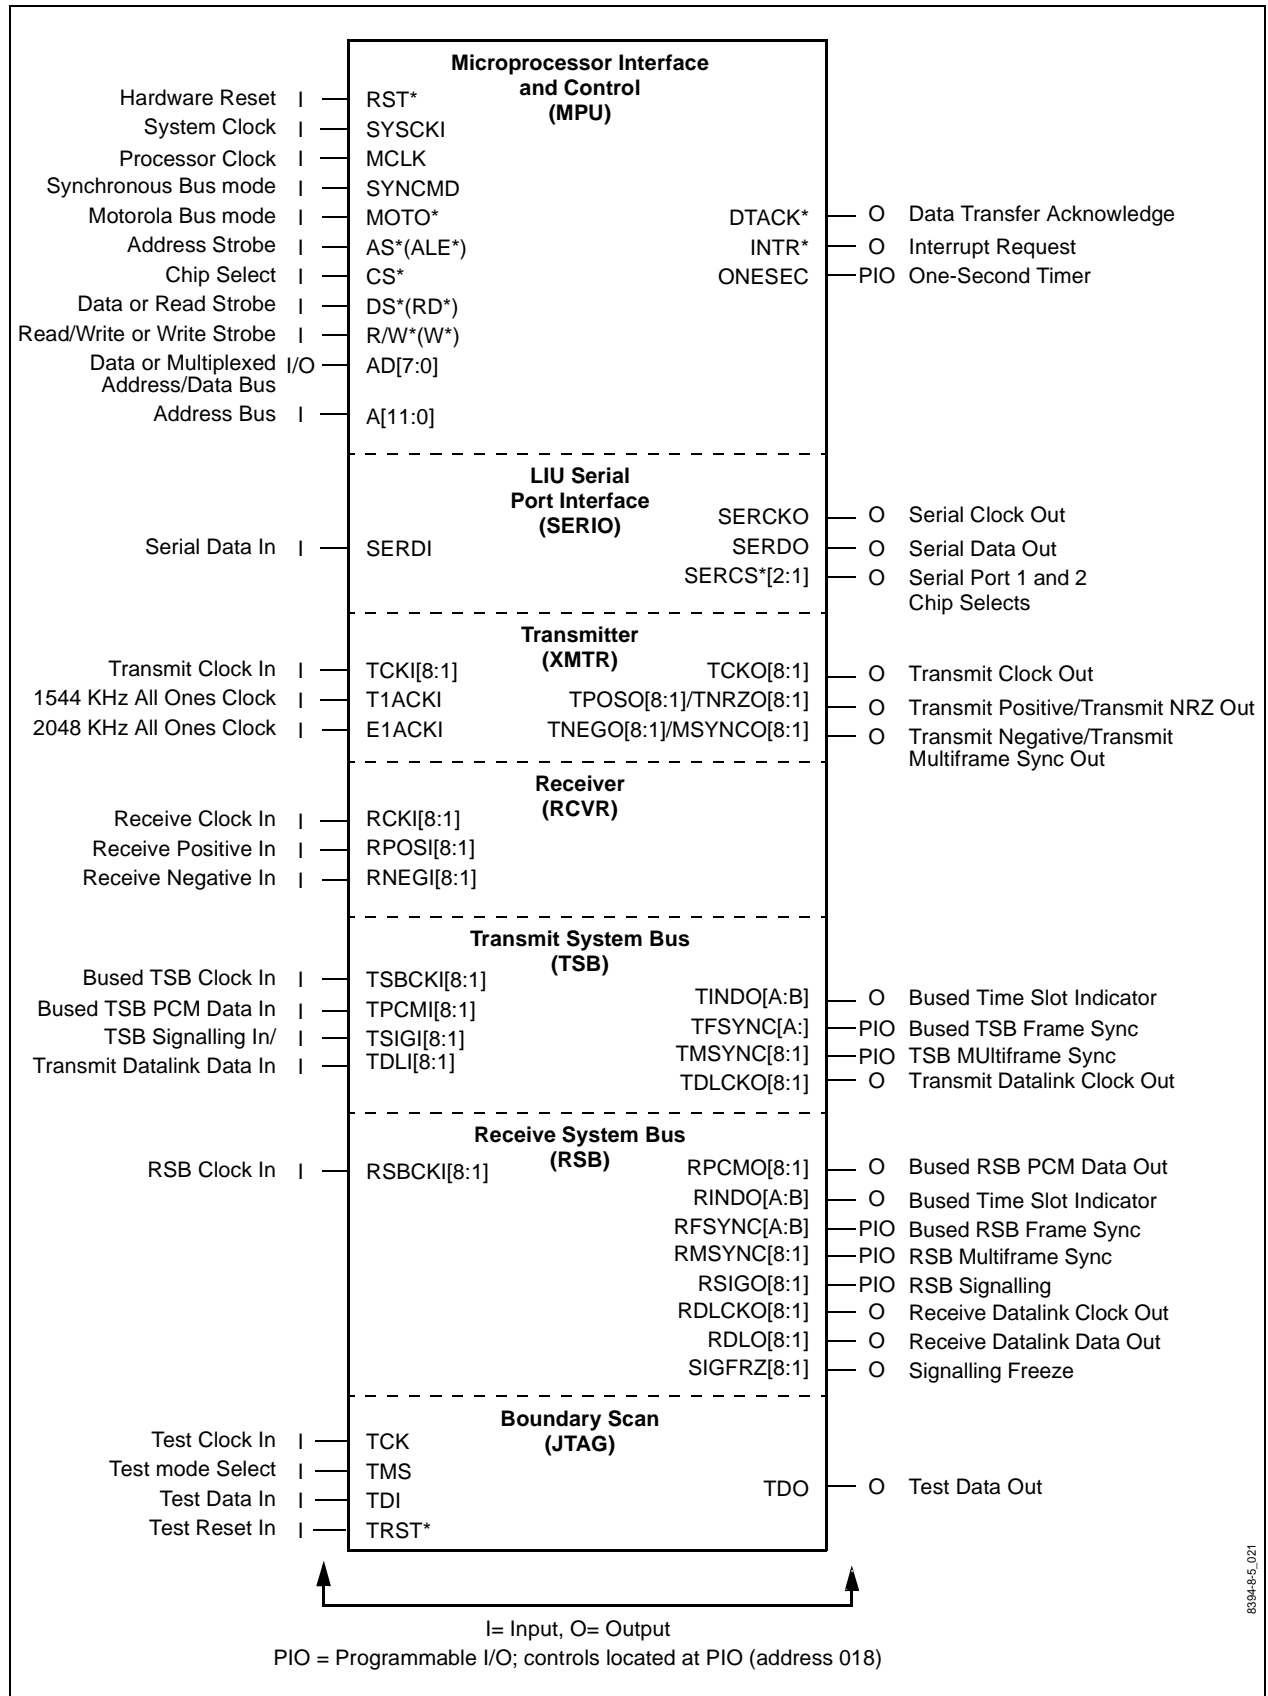 Microprocessor Interface
and Control
(MPU)
Hardware Reset I RST*
System Clock I SYSCKI
Processor Clock I MCLK
Synchronous Bus mode I SYNCMD
Motorola Bus mode I MOTO* DTACK* O Data Transfer Acknowledge
Address Strobe I AS*(ALE*) INTR* O Interrupt Request
Chip Select I CS* ONESEC PIO One-Second Timer
Data or Read Strobe I DS*(RD*)
Read/Write or Write Strobe I R/W*(W*)
Data or Multiplexed I/O AD[7:0]
Address/Data Bus
Address Bus I A[11:0]
LIU Serial
Port Interface
(SERIO)
SERCKO O Serial Clock Out
Serial Data In I SERDI SERDO O Serial Data Out
SERCS*[2:1] O Serial Port 1 and 2
Chip Selects
Transmitter
(XMTR)
Transmit Clock In I TCKI[8:1] TCKO[8:1] O Transmit Clock Out
1544 KHz All Ones Clock I T1ACKI TPOSO[8:1]/TNRZO[8:1] O Transmit Positive/Transmit NRZ Out
2048 KHz All Ones Clock I E1ACKI TNEGO[8:1]/MSYNCO[8:1] O Transmit Negative/Transmit
Multiframe Sync Out
Receiver
(RCVR)
Receive Clock In I RCKI[8:1]
Receive Positive In I RPOSI[8:1]
Receive Negative In I RNEGI[8:1]
Transmit System Bus
(TSB)
Bused TSB Clock In I TSBCKI[8:1] TINDO[A:B] O Bused Time Slot Indicator
Bused TSB PCM Data In I TPCMI[8:1] TFSYNC[A:] PIO Bused TSB Frame Sync
TSB Signalling In/ I TSIGI[8:1] TMSYNC[8:1] PIO TSB MUltiframe Sync
Transmit Datalink Data In I TDLI[8:1] TDLCKO[8:1] O Transmit Datalink Clock Out
Receive System Bus
(RSB)
RSB Clock In I RSBCKI[8:1] RPCMO[8:1] O Bused RSB PCM Data Out
RINDO[A:B] O Bused Time Slot Indicator
RFSYNC[A:B] PIO Bused RSB Frame Sync
RMSYNC[8:1] PIO RSB Multiframe Sync
RSIGO[8:1] PIO RSB Signalling
RDLCKO[8:1] O Receive Datalink Clock Out
RDLO[8:1] O Receive Datalink Data Out
SIGFRZ[8:1] O Signalling Freeze
Boundary Scan
(JTAG)
Test Clock In I TCK
Test mode Select I TMS
TDO O Test Data Out
Test Data In I TDI
Test Reset In I TRST*
I= Input, O= Output
PIO = Programmable I/O; controls located at PIO (address 018)
8394-8-5_021